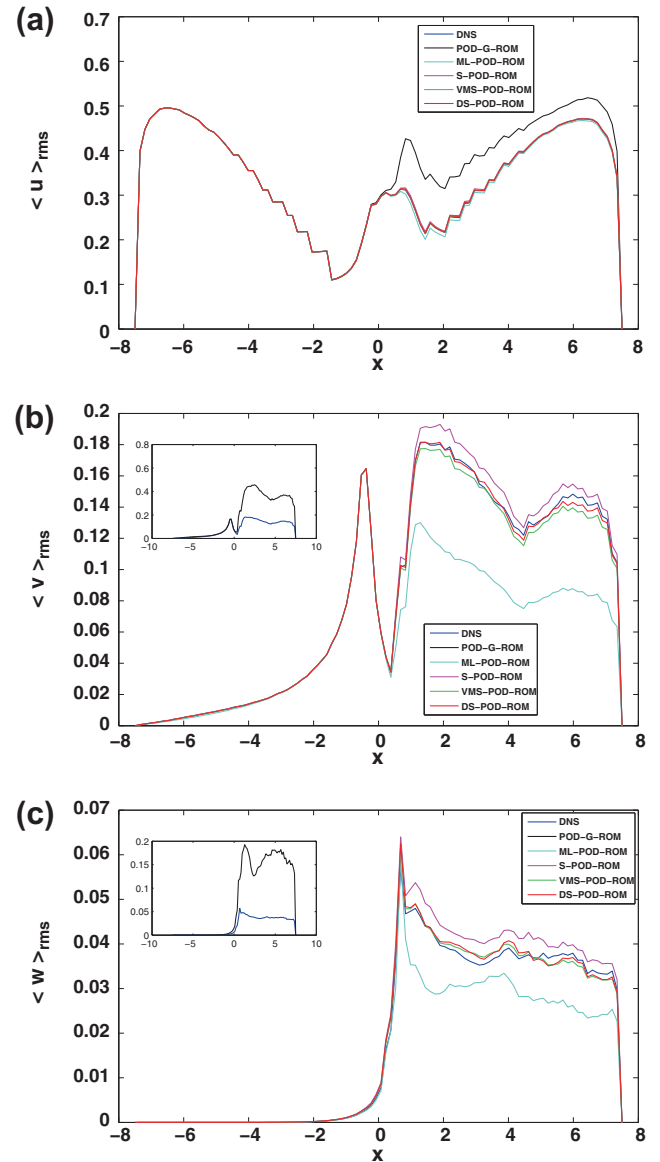 (a)
0.7
0.6
0.5
0.4
0.3
0.2
0.1
0
< u >rms
DNS
POD-G-ROM
ML-POD-ROM
S-POD-ROM
VMS-POD-ROM
DS-POD-ROM
−8 −6 −4 −2 0 2 4 6 8
x
(b)
0.2
0.18
0.16
0.14
0.12
0.1
0.08
0.06
0.04
0.02
0
< v >rms
0.8
0.6
0.4
0.2
0
−10 −5 0 5 10
DNS
POD-G-ROM
ML-POD-ROM
S-POD-ROM
VMS-POD-ROM
DS-POD-ROM
−8 −6 −4 −2 0 2 4 6 8
x
(c)
0.07
0.06
0.05
0.04
0.03
0.02
0.01
0
< w >rms
0.2
0.15
0.1
0.05
0
−10 −5 0 5 10
DNS
POD-G-ROM
ML-POD-ROM
S-POD-ROM
VMS-POD-ROM
DS-POD-ROM
−8 −6 −4 −2 0 2 4 6 8
x